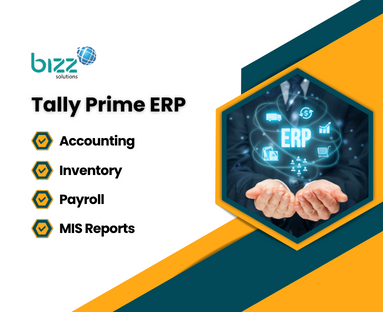 bizz
solutions
Tally Prime ERP
Accounting
Inventory
Payroll
MIS Reports
ERP